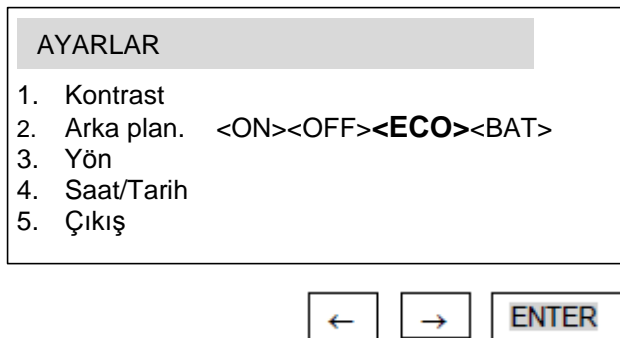 AYARLAR
1. Kontrast
2. Arka plan. <ON><OFF><ECO><BAT>
3. Yön
4. Saat/Tarih
5. Çıkış
← → ENTER